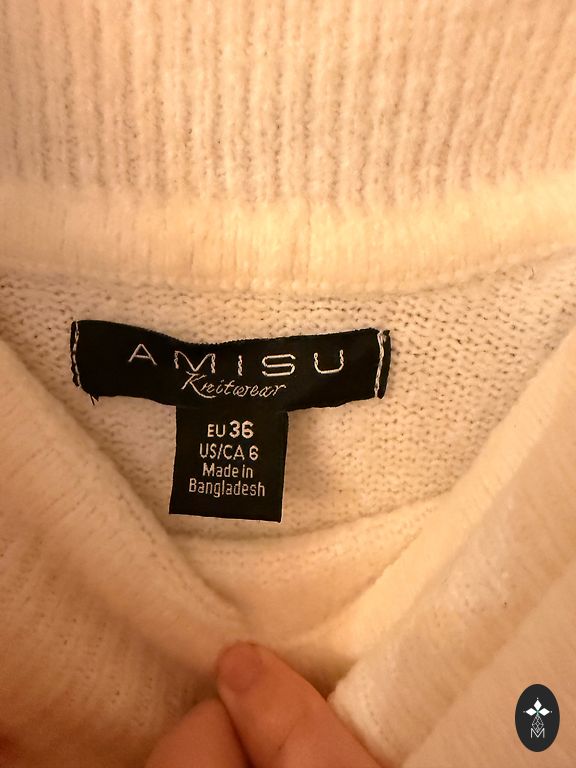 AMISU
Knitwear
EU 36
US/CA 6
Made in
Bangladesh
M